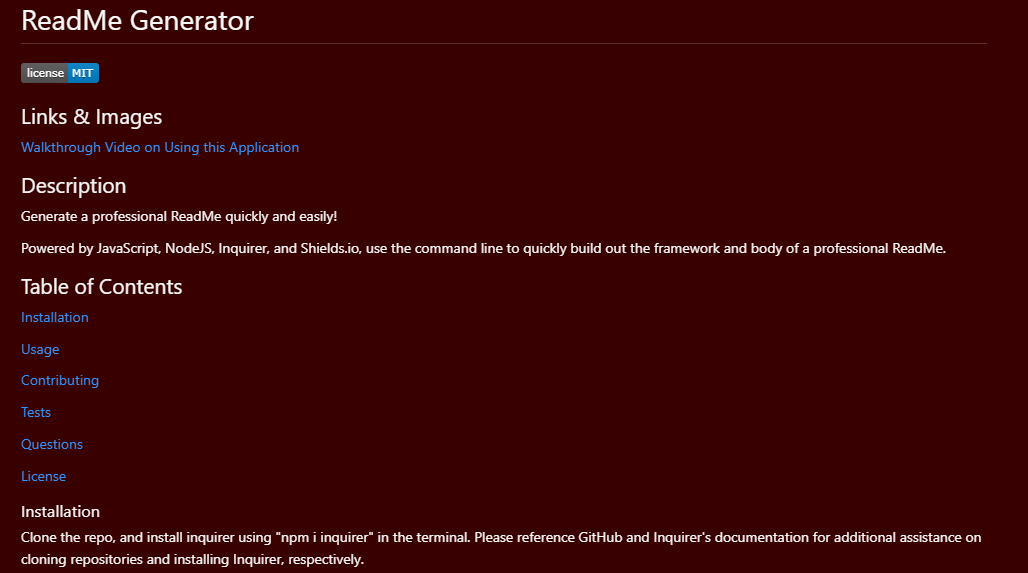 ReadMe Generator
license MIT
Links & Images
Walkthrough Video on Using this Application
Description
Generate a professional ReadMe quickly and easily!
Powered by JavaScript, NodeJS, Inquirer, and Shields.io, use the command line to quickly build out the framework and body of a professional ReadMe.
Table of Contents
Installation
Usage
Contributing
Tests
Questions
License
Installation
Clone the repo, and install inquirer using "npm i inquirer" in the terminal. Please reference GitHub and Inquirer's documentation for additional assistance on
cloning repositories and installing Inquirer, respectively.